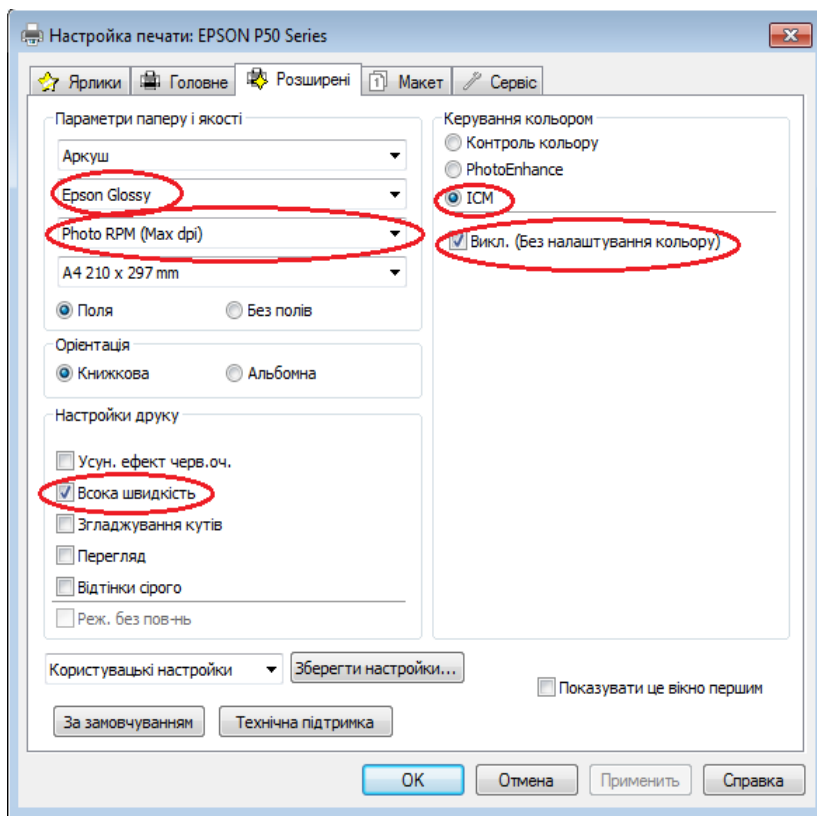 Настройка печати: EPSON P50 Series
Ярлики
Головне
Розширені
Макет
Сервіс
Параметри паперу і якості
Аркуш
Epson Glossy
Photo RPM (Max dpi)
A4 210 x 297 mm
Поля
Без полів
Орієнтація
Книжкова
Альбомна
Настройки друку
Усун. ефект черв.оч.
Всока швидкість
Згладжування кутів
Перегляд
Відтінки сірого
Реж. без пов-нь
Керування кольором
Контроль кольору
PhotoEnhance
ICM
Викл. (Без налаштування кольору)
Користувацькі настройки
Зберегти настройки...
Показувати це вікно першим
За замовчуванням
Технічна підтримка
OK
Отмена
Применить
Справка